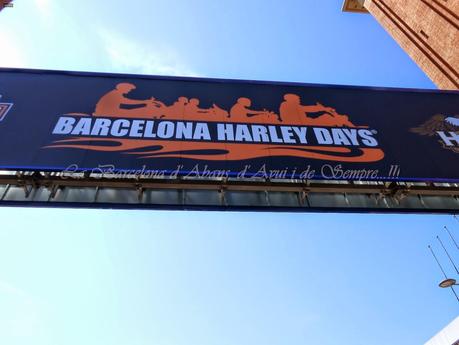 BARCELONA HARLEY DAYS®
La Barcelona d'Abans, d'Avui i de Sempre...!!!
H